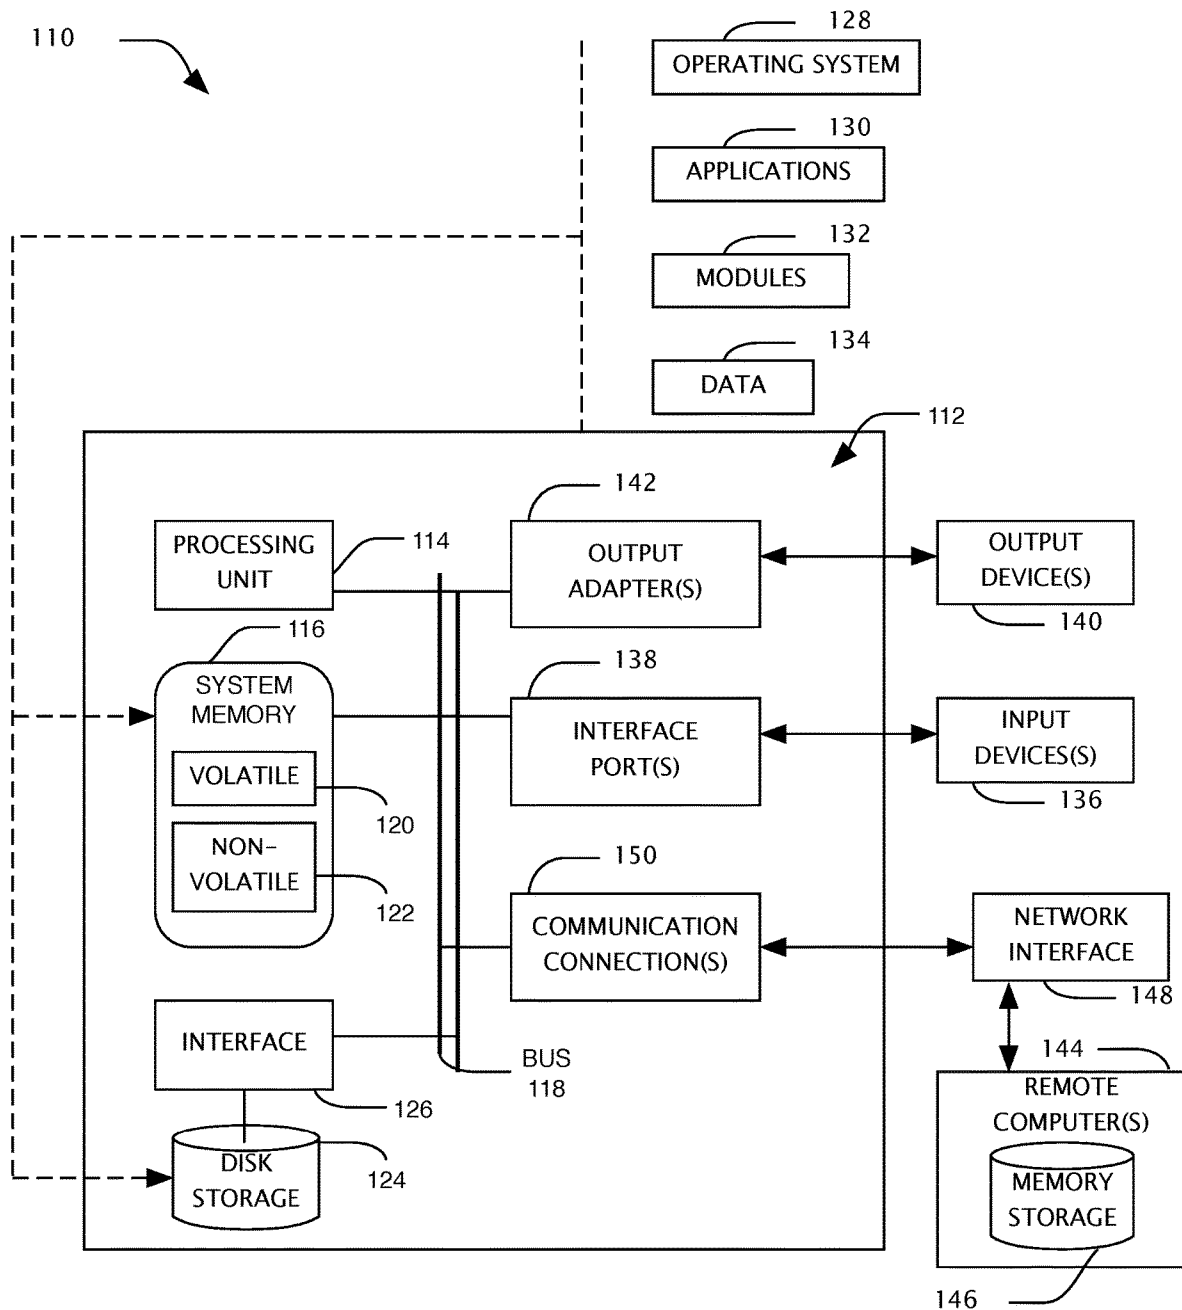 110
128
OPERATING SYSTEM
130
APPLICATIONS
132
MODULES
134
DATA
112
142
PROCESSING
UNIT
114
OUTPUT
ADAPTER(S)
OUTPUT
DEVICE(S)
140
116
SYSTEM
MEMORY
138
INTERFACE
PORT(S)
INPUT
DEVICES(S)
136
VOLATILE
120
NON-
VOLATILE
122
150
COMMUNICATION
CONNECTION(S)
NETWORK
INTERFACE
148
INTERFACE
126
BUS
118
144
REMOTE
COMPUTER(S)
DISK
STORAGE
124
MEMORY
STORAGE
146